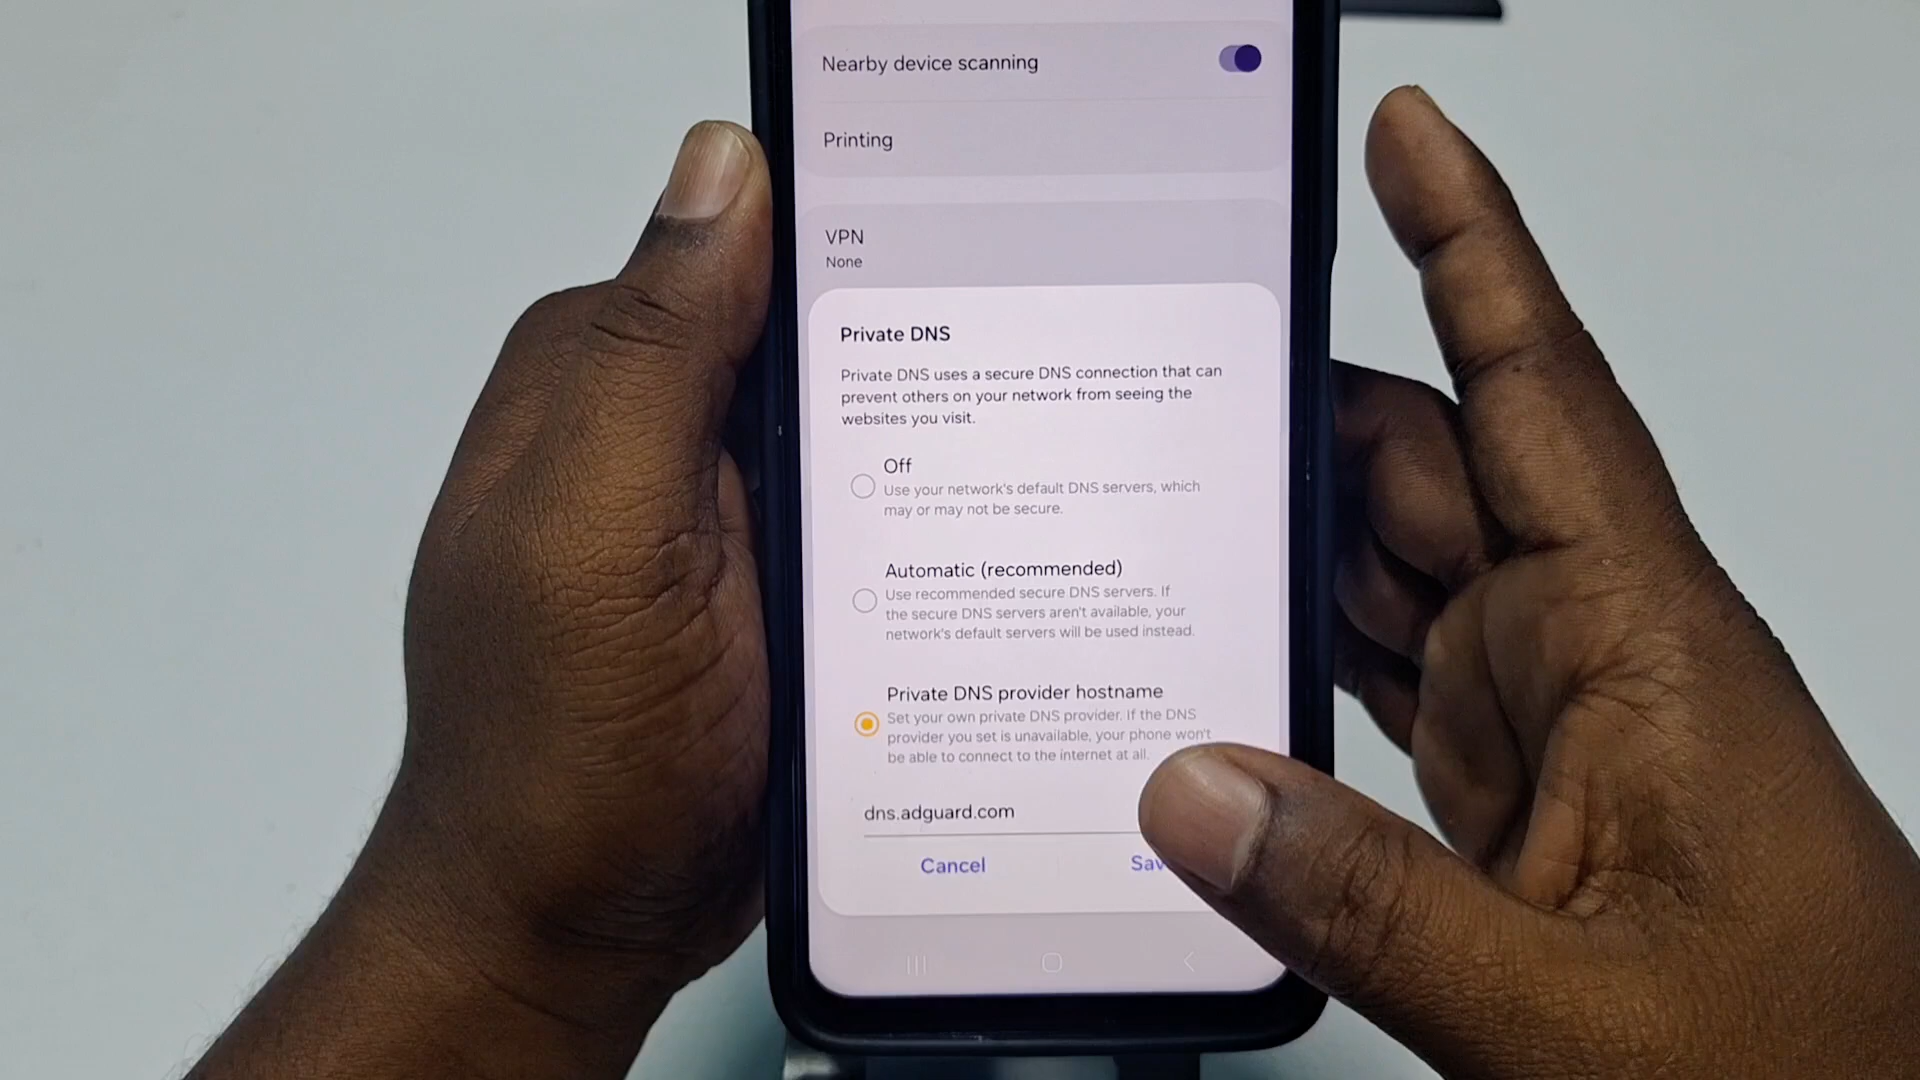 Nearby device scanning
Printing
VPN
None
Private DNS
Private DNS uses a secure DNS connection that can
prevent others on your network from seeing the
websites you visit.
Off
Use your network's default DNS servers, which
may or may not be secure.
Automatic (recommended)
Use recommended secure DNS servers. If
the secure DNS servers aren't available, your
network's default servers will be used instead.
Private DNS provider hostname
Set your own private DNS provider. If the DNS
provider you set is unavailable, your phone won't
be able to connect to the internet at all.
dns.adguard.com
Cancel